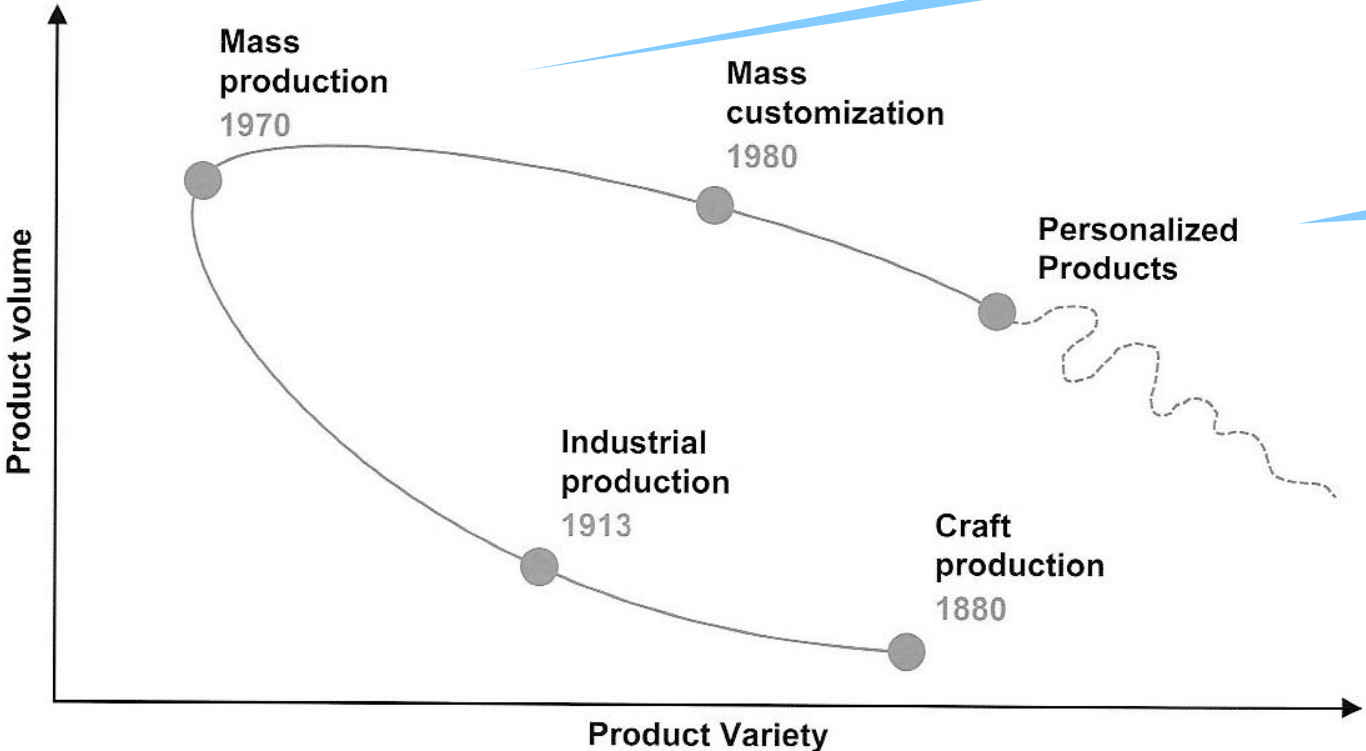 Mass
production
1970
Mass
customization
1980
Personalized
Products
Product volume
Industrial
production
1913
Craft
production
1880
Product Variety